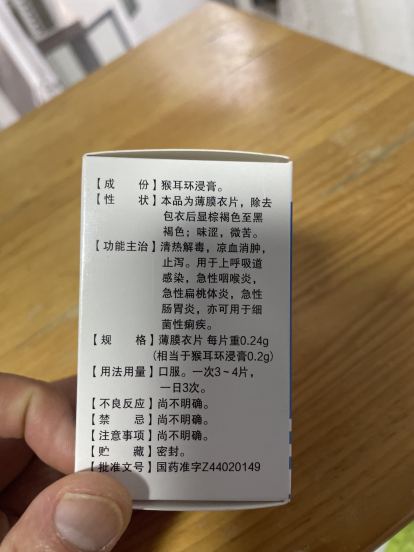 【成　份】猴耳环浸膏。
【性　状】本品为薄膜衣片，除去
包衣后显棕褐色至黑
褐色；味涩，微苦。
【功能主治】清热解毒，凉血消肿，
止泻。用于上呼吸道
感染，急性咽喉炎，
急性扁桃体炎，急性
肠胃炎，亦可用于细
菌性痢疾。
【规　格】薄膜衣片 每片重0.24g
(相当于猴耳环浸膏0.2g)
【用法用量】口服。一次3～4片，
一日3次。
【不良反应】尚不明确。
【禁　忌】尚不明确。
【注意事项】尚不明确。
【贮　藏】密封。
【批准文号】国药准字Z44020149